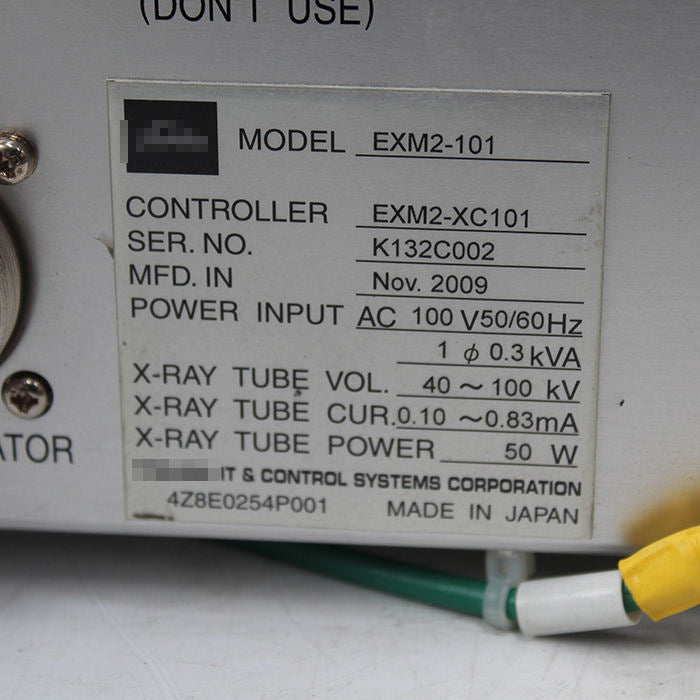 (DON'T USE)
MODEL EXM2-101
CONTROLLER EXM2-XC101
SER. NO. K132C002
MFD. IN Nov. 2009
POWER INPUT AC 100 V50/60Hz
1 φ 0.3kVA
X-RAY TUBE VOL. 40～100 kV
X-RAY TUBE CUR.0.10 ～0.83mA
X-RAY TUBE POWER 50 W
IT & CONTROL SYSTEMS CORPORATION
4Z8E0254P001 MADE IN JAPAN
ATOR